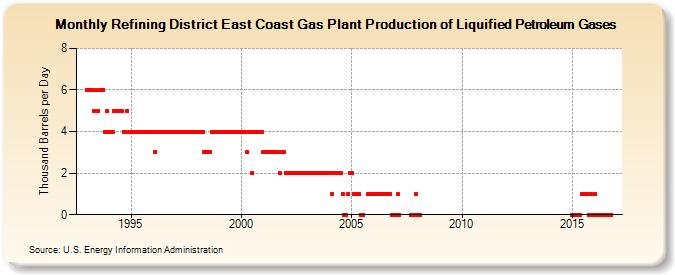 Monthly Refining District East Coast Gas Plant Production of Liquified Petroleum Gases
Thousand Barrels per Day
8
6
4
2
0
1995 2000 2005 2010 2015
Source: U.S. Energy Information Administration